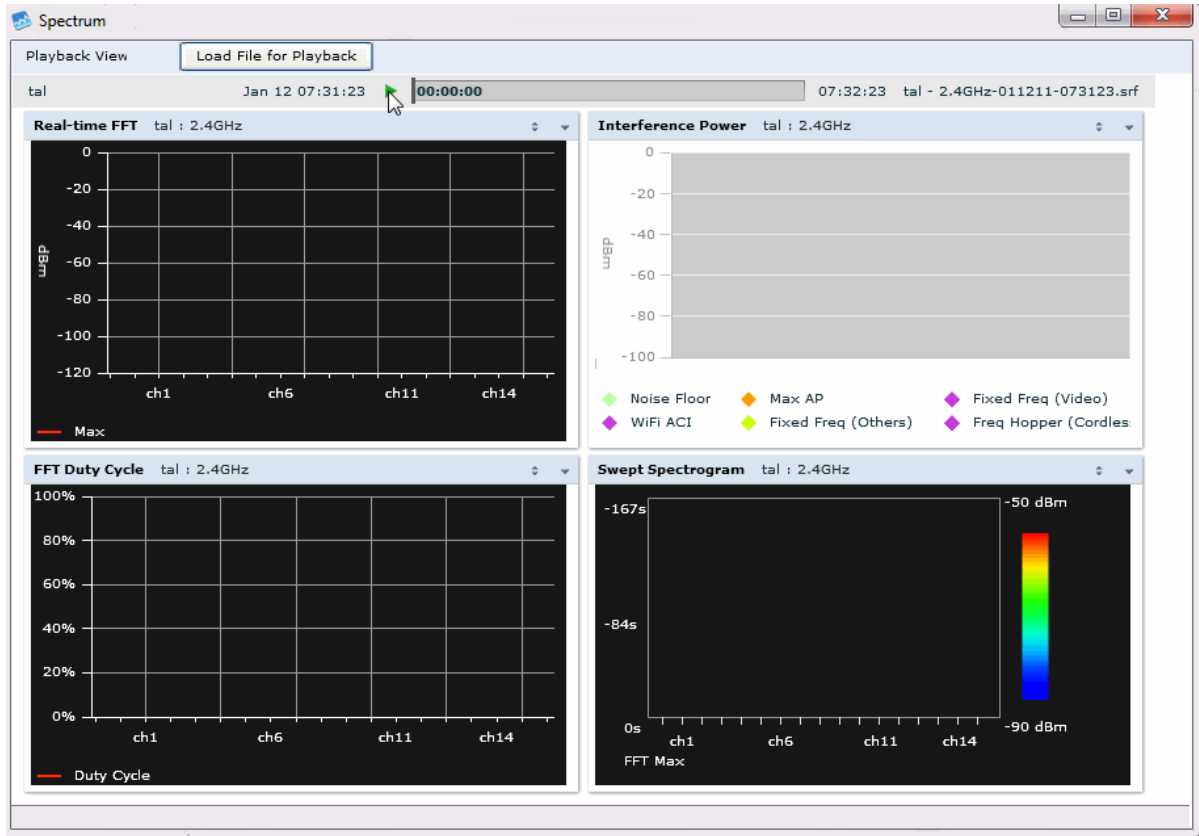 Spectrum
Playback View Load File for Playback
tal Jan 12 07:31:23 00:00:00 07:32:23 tal - 2.4GHz-011211-073123.srf
Real-time FFT tal : 2.4GHz
0
-20
-40
-60
-80
-100
-120
dBm
ch1 ch6 ch11 ch14
Max
Interference Power tal : 2.4GHz
0
-20
-40
-60
-80
-100
dBm
Noise Floor Max AP Fixed Freq (Video)
WiFi ACI Fixed Freq (Others) Freq Hopper (Cordles
FFT Duty Cycle tal : 2.4GHz
100%
80%
60%
40%
20%
0%
ch1 ch6 ch11 ch14
Duty Cycle
Swept Spectrogram tal : 2.4GHz
-167s
-84s
0s
ch1 ch6 ch11 ch14
FFT Max
-50 dBm
-90 dBm